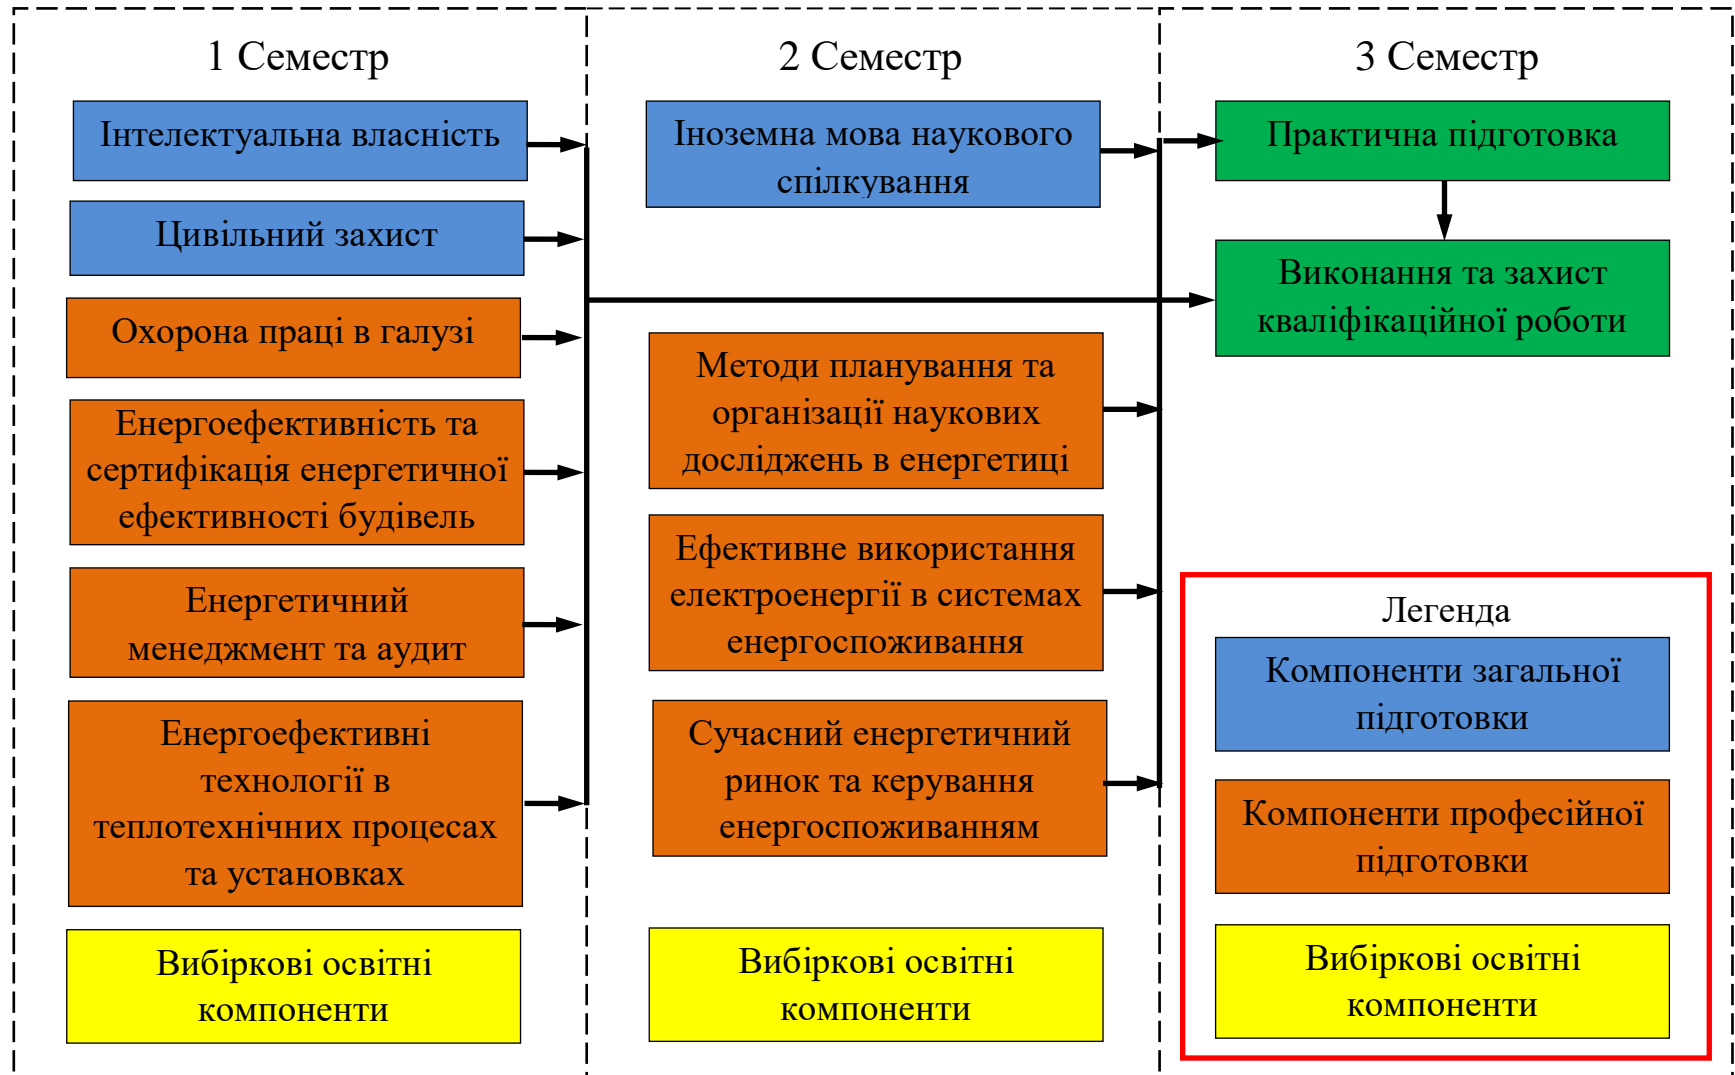 1 Семестр
Інтелектуальна власність
Цивільний захист
Охорона праці в галузі
Енергоефективність та
сертифікація енергетичної
ефективності будівель
Енергетичний
менеджмент та аудит
Енергоефективні
технології в
теплотехнічних процесах
та установках
Вибіркові освітні
компоненти
2 Семестр
Іноземна мова наукового
спілкування
Методи планування та
організації наукових
досліджень в енергетиці
Ефективне використання
електроенергії в системах
енергоспоживання
Сучасний енергетичний
ринок та керування
енергоспоживанням
Вибіркові освітні
компоненти
3 Семестр
Практична підготовка
Виконання та захист
кваліфікаційної роботи
Легенда
Компоненти загальної
підготовки
Компоненти професійної
підготовки
Вибіркові освітні
компоненти